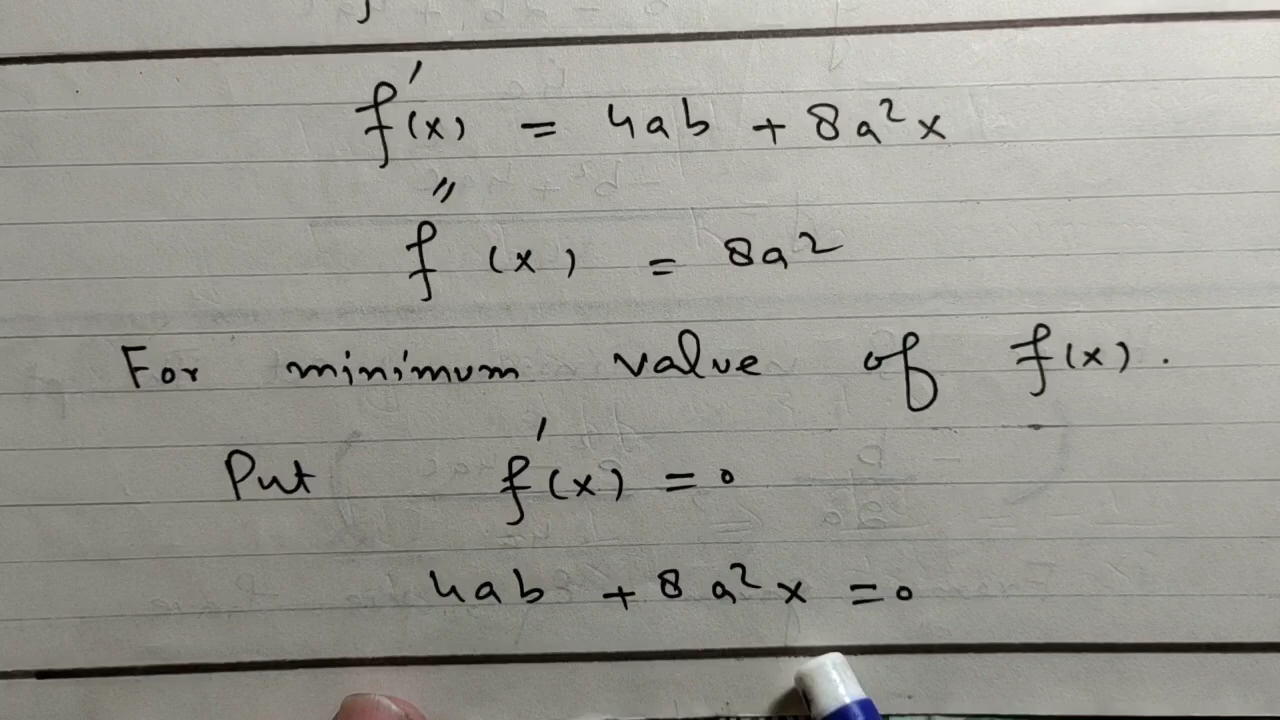 f'(x) = 4ab + 8a²x
f''(x) = 8a²
For minimum value of f(x).
Put f'(x) = 0
4ab + 8a²x = 0